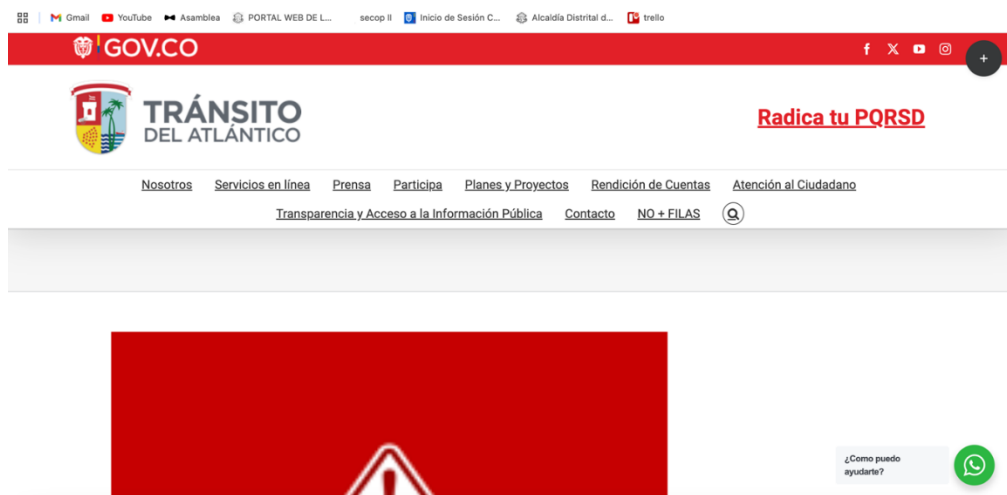 Gmail YouTube Asamblea PORTAL WEB DE L... secop II Inicio de Sesión C... Alcaldía Distrital d... trello
GOV.CO
TRÁNSITO
DEL ATLÁNTICO
Radica tu PQRSD
Nosotros Servicios en línea Prensa Participa Planes y Proyectos Rendición de Cuentas Atención al Ciudadano
Transparencia y Acceso a la Información Pública Contacto NO + FILAS
¿Como puedo
ayudarte?